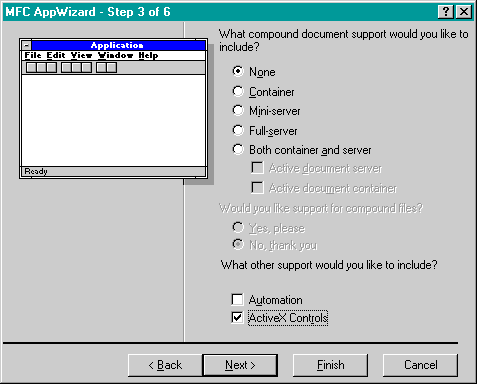 MFC AppWizard - Step 3 of 6
Application
File Edit View Window Help
Ready
What compound document support would you like to
include?
None
Container
Mini-server
Full-server
Both container and server
Active document server
Active document container
Would you like support for compound files?
Yes, please
No, thank you
What other support would you like to include?
Automation
ActiveX Controls
< Back
Next >
Finish
Cancel